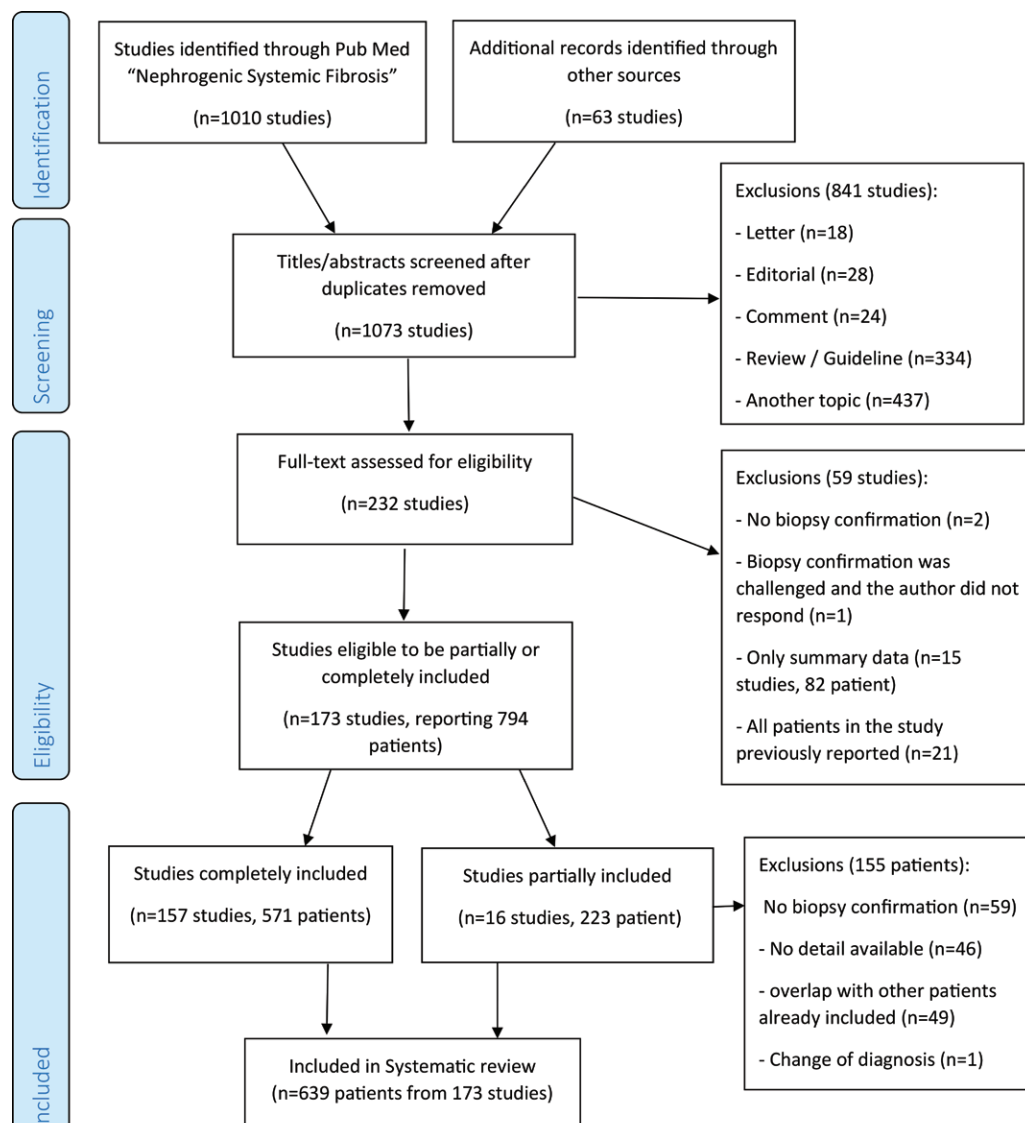 Studies identified through Pub Med
“Nephrogenic Systemic Fibrosis”
(n=1010 studies)
Additional records identified through
other sources
(n=63 studies)
Identification
Exclusions (841 studies):
- Letter (n=18)
- Editorial (n=28)
- Comment (n=24)
- Review / Guideline (n=334)
- Another topic (n=437)
Titles/abstracts screened after
duplicates removed
(n=1073 studies)
Screening
Full-text assessed for eligibility
(n=232 studies)
Exclusions (59 studies):
- No biopsy confirmation (n=2)
- Biopsy confirmation was
challenged and the author did not
respond (n=1)
- Only summary data (n=15
studies, 82 patient)
- All patients in the study
previously reported (n=21)
Studies eligible to be partially or
completely included
(n=173 studies, reporting 794
patients)
Eligibility
Studies completely included
(n=157 studies, 571 patients)
Studies partially included
(n=16 studies, 223 patient)
Exclusions (155 patients):
No biopsy confirmation (n=59)
- No detail available (n=46)
- overlap with other patients
already included (n=49)
- Change of diagnosis (n=1)
Included in Systematic review
(n=639 patients from 173 studies)
Included